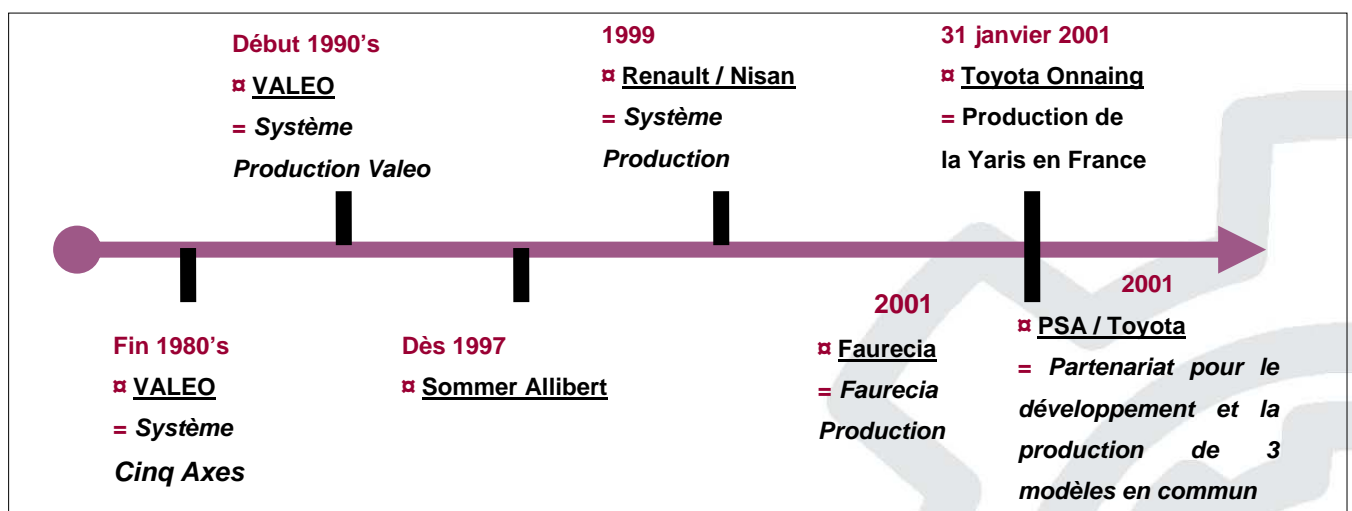 Début 1990's
¤ VALEO
= Système
Production Valeo
1999
¤ Renault / Nisan
= Système
Production
31 janvier 2001
¤ Toyota Onnaing
= Production de
la Yaris en France
Fin 1980's
¤ VALEO
= Système
Cinq Axes
Dès 1997
¤ Sommer Allibert
2001
¤ Faurecia
= Faurecia
Production
2001
¤ PSA / Toyota
= Partenariat pour le
développement et la
production de 3
modèles en commun